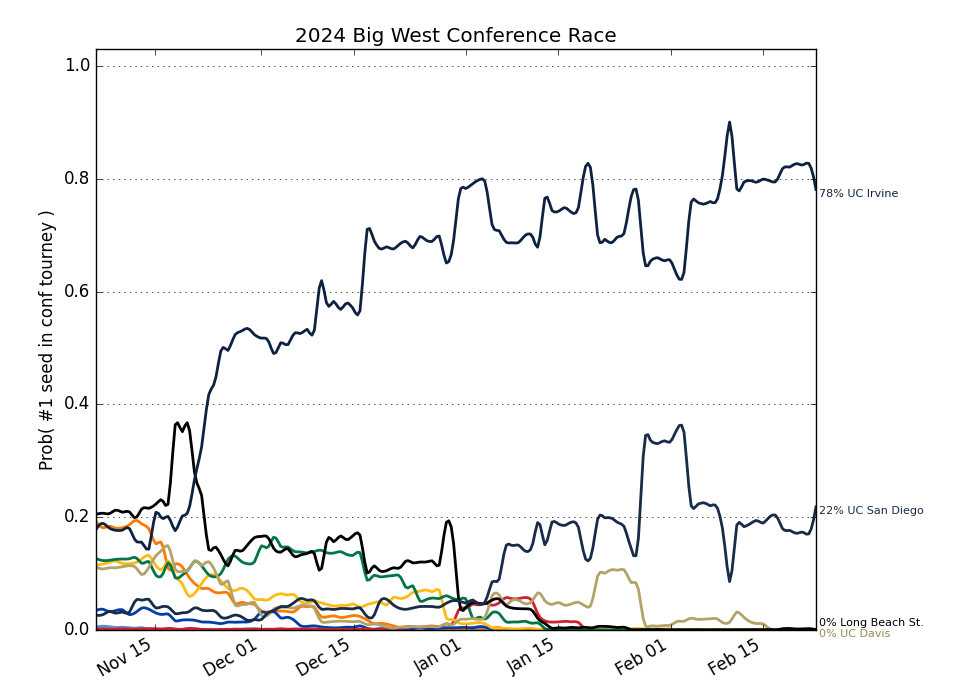 2024 Big West Conference Race
Prob( #1 seed in conf tourney )
1.0
0.8
0.6
0.4
0.2
0.0
78% UC Irvine
22% UC San Diego
0% Long Beach St.
0% UC Davis
Nov 15
Dec 01
Dec 15
Jan 01
Jan 15
Feb 01
Feb 15